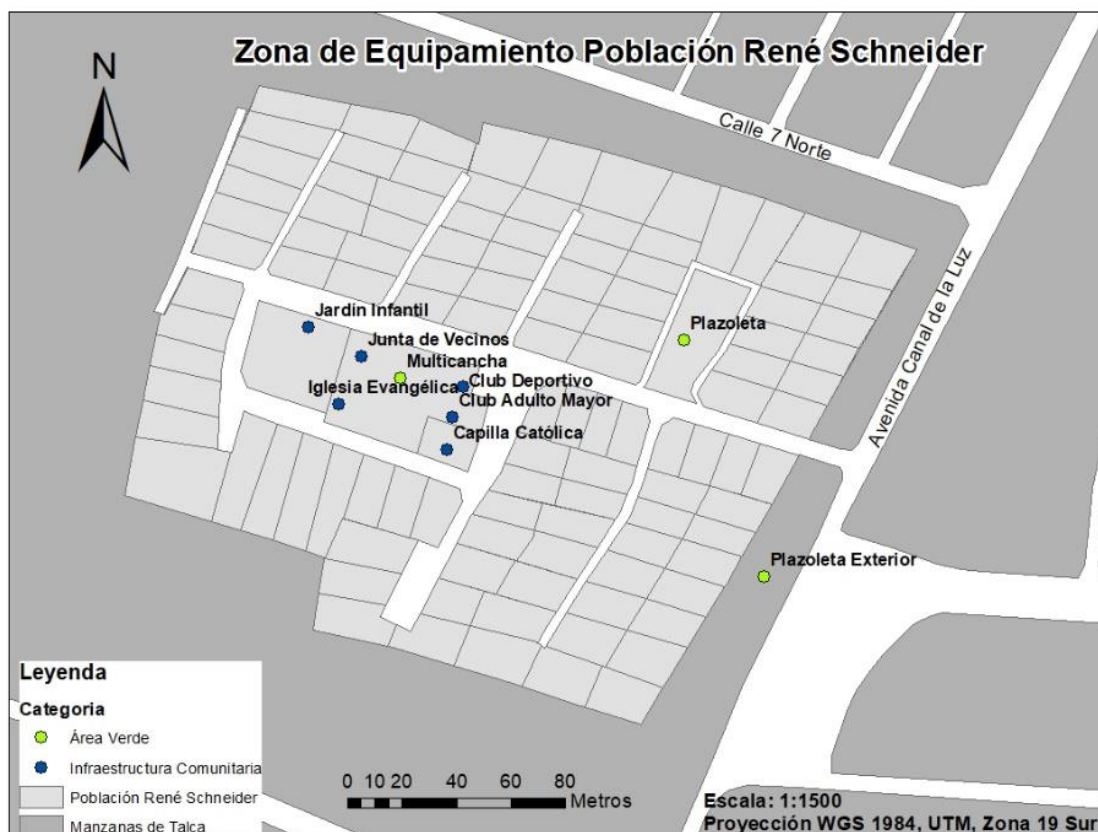 Zona de Equipamiento Población René Schneider
N
Calle 7 Norte
Avenida Canal de la Luz
Jardín Infantil
Plazoleta
Junta de Vecinos
Multicancha
Iglesia Evangélica
Club Deportivo
Club Adulto Mayor
Capilla Católica
Plazoleta Exterior
Leyenda
Categoria
Área Verde
Infraestructura Comunitaria
Población René Schneider
Manzanas de Talca
0 10 20 40 60 80
Metros
Escala: 1:1500
Proyección WGS 1984, UTM, Zona 19 Sur